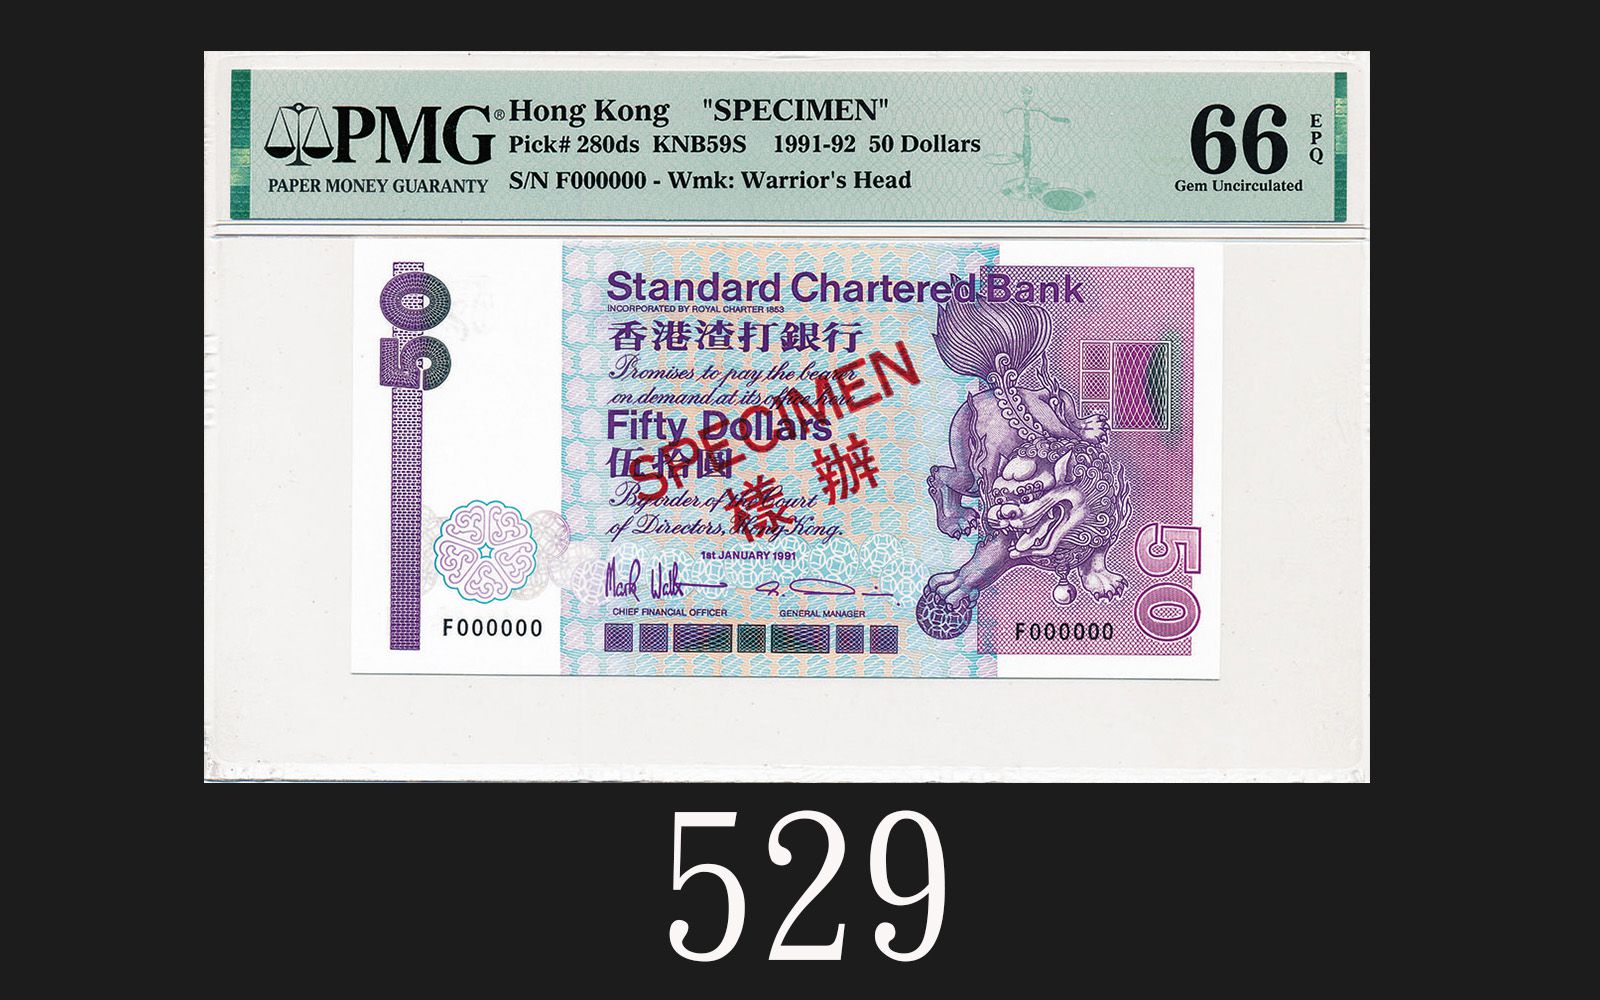 PMG®
PAPER MONEY GUARANTY
Hong Kong "SPECIMEN"
Pick# 280ds KNB59S 1991-92 50 Dollars
S/N F000000 - Wmk: Warrior's Head
66
EPQ
Gem Uncirculated
50
Standard Chartered Bank
INCORPORATED BY ROYAL CHARTER 1853
香港渣打銀行
Promises to pay the bearer
on demand at its office here
Fifty Dollars
伍拾圓
By order of the Court
of Directors, Hong Kong.
SPECIMEN
樣辦
1st JANUARY 1991
Mark
CHIEF FINANCIAL OFFICER
GENERAL MANAGER
F000000
F000000
50
529